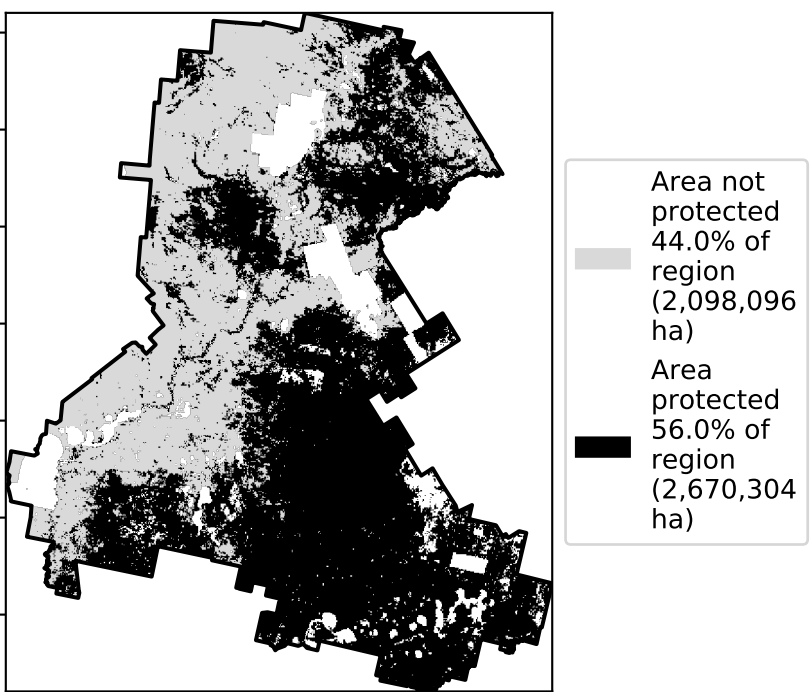 Area not
protected
44.0% of
region
(2,098,096
ha)
Area
protected
56.0% of
region
(2,670,304
ha)